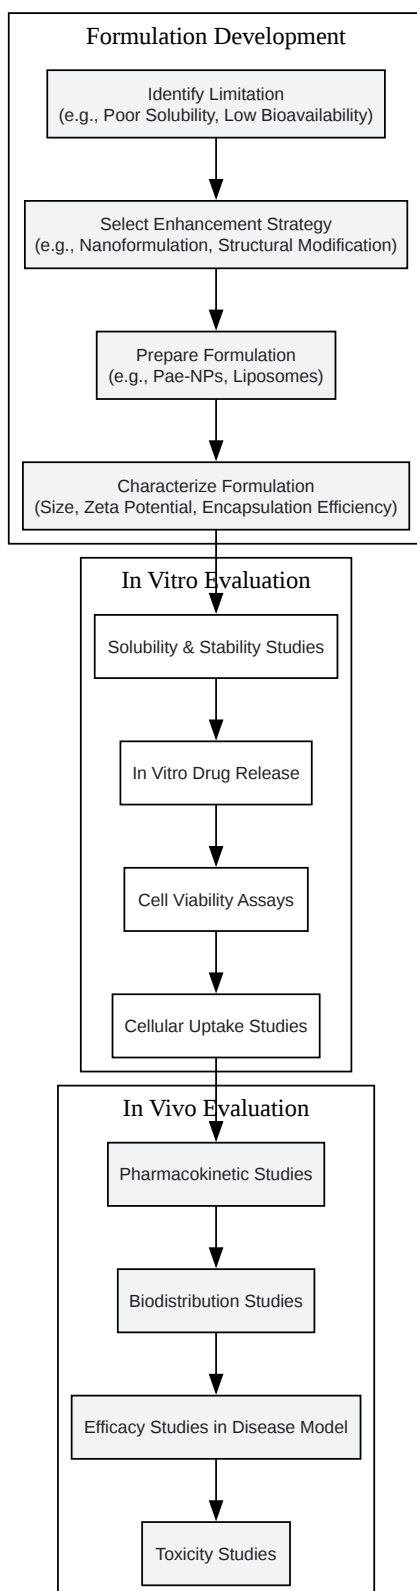 Formulation Development
Identify Limitation
(e.g., Poor Solubility, Low Bioavailability)
Select Enhancement Strategy
(e.g., Nanoformulation, Structural Modification)
Prepare Formulation
(e.g., Pae-NPs, Liposomes)
Characterize Formulation
(Size, Zeta Potential, Encapsulation Efficiency)
In Vitro Evaluation
Solubility & Stability Studies
In Vitro Drug Release
Cell Viability Assays
Cellular Uptake Studies
In Vivo Evaluation
Pharmacokinetic Studies
Biodistribution Studies
Efficacy Studies in Disease Model
Toxicity Studies